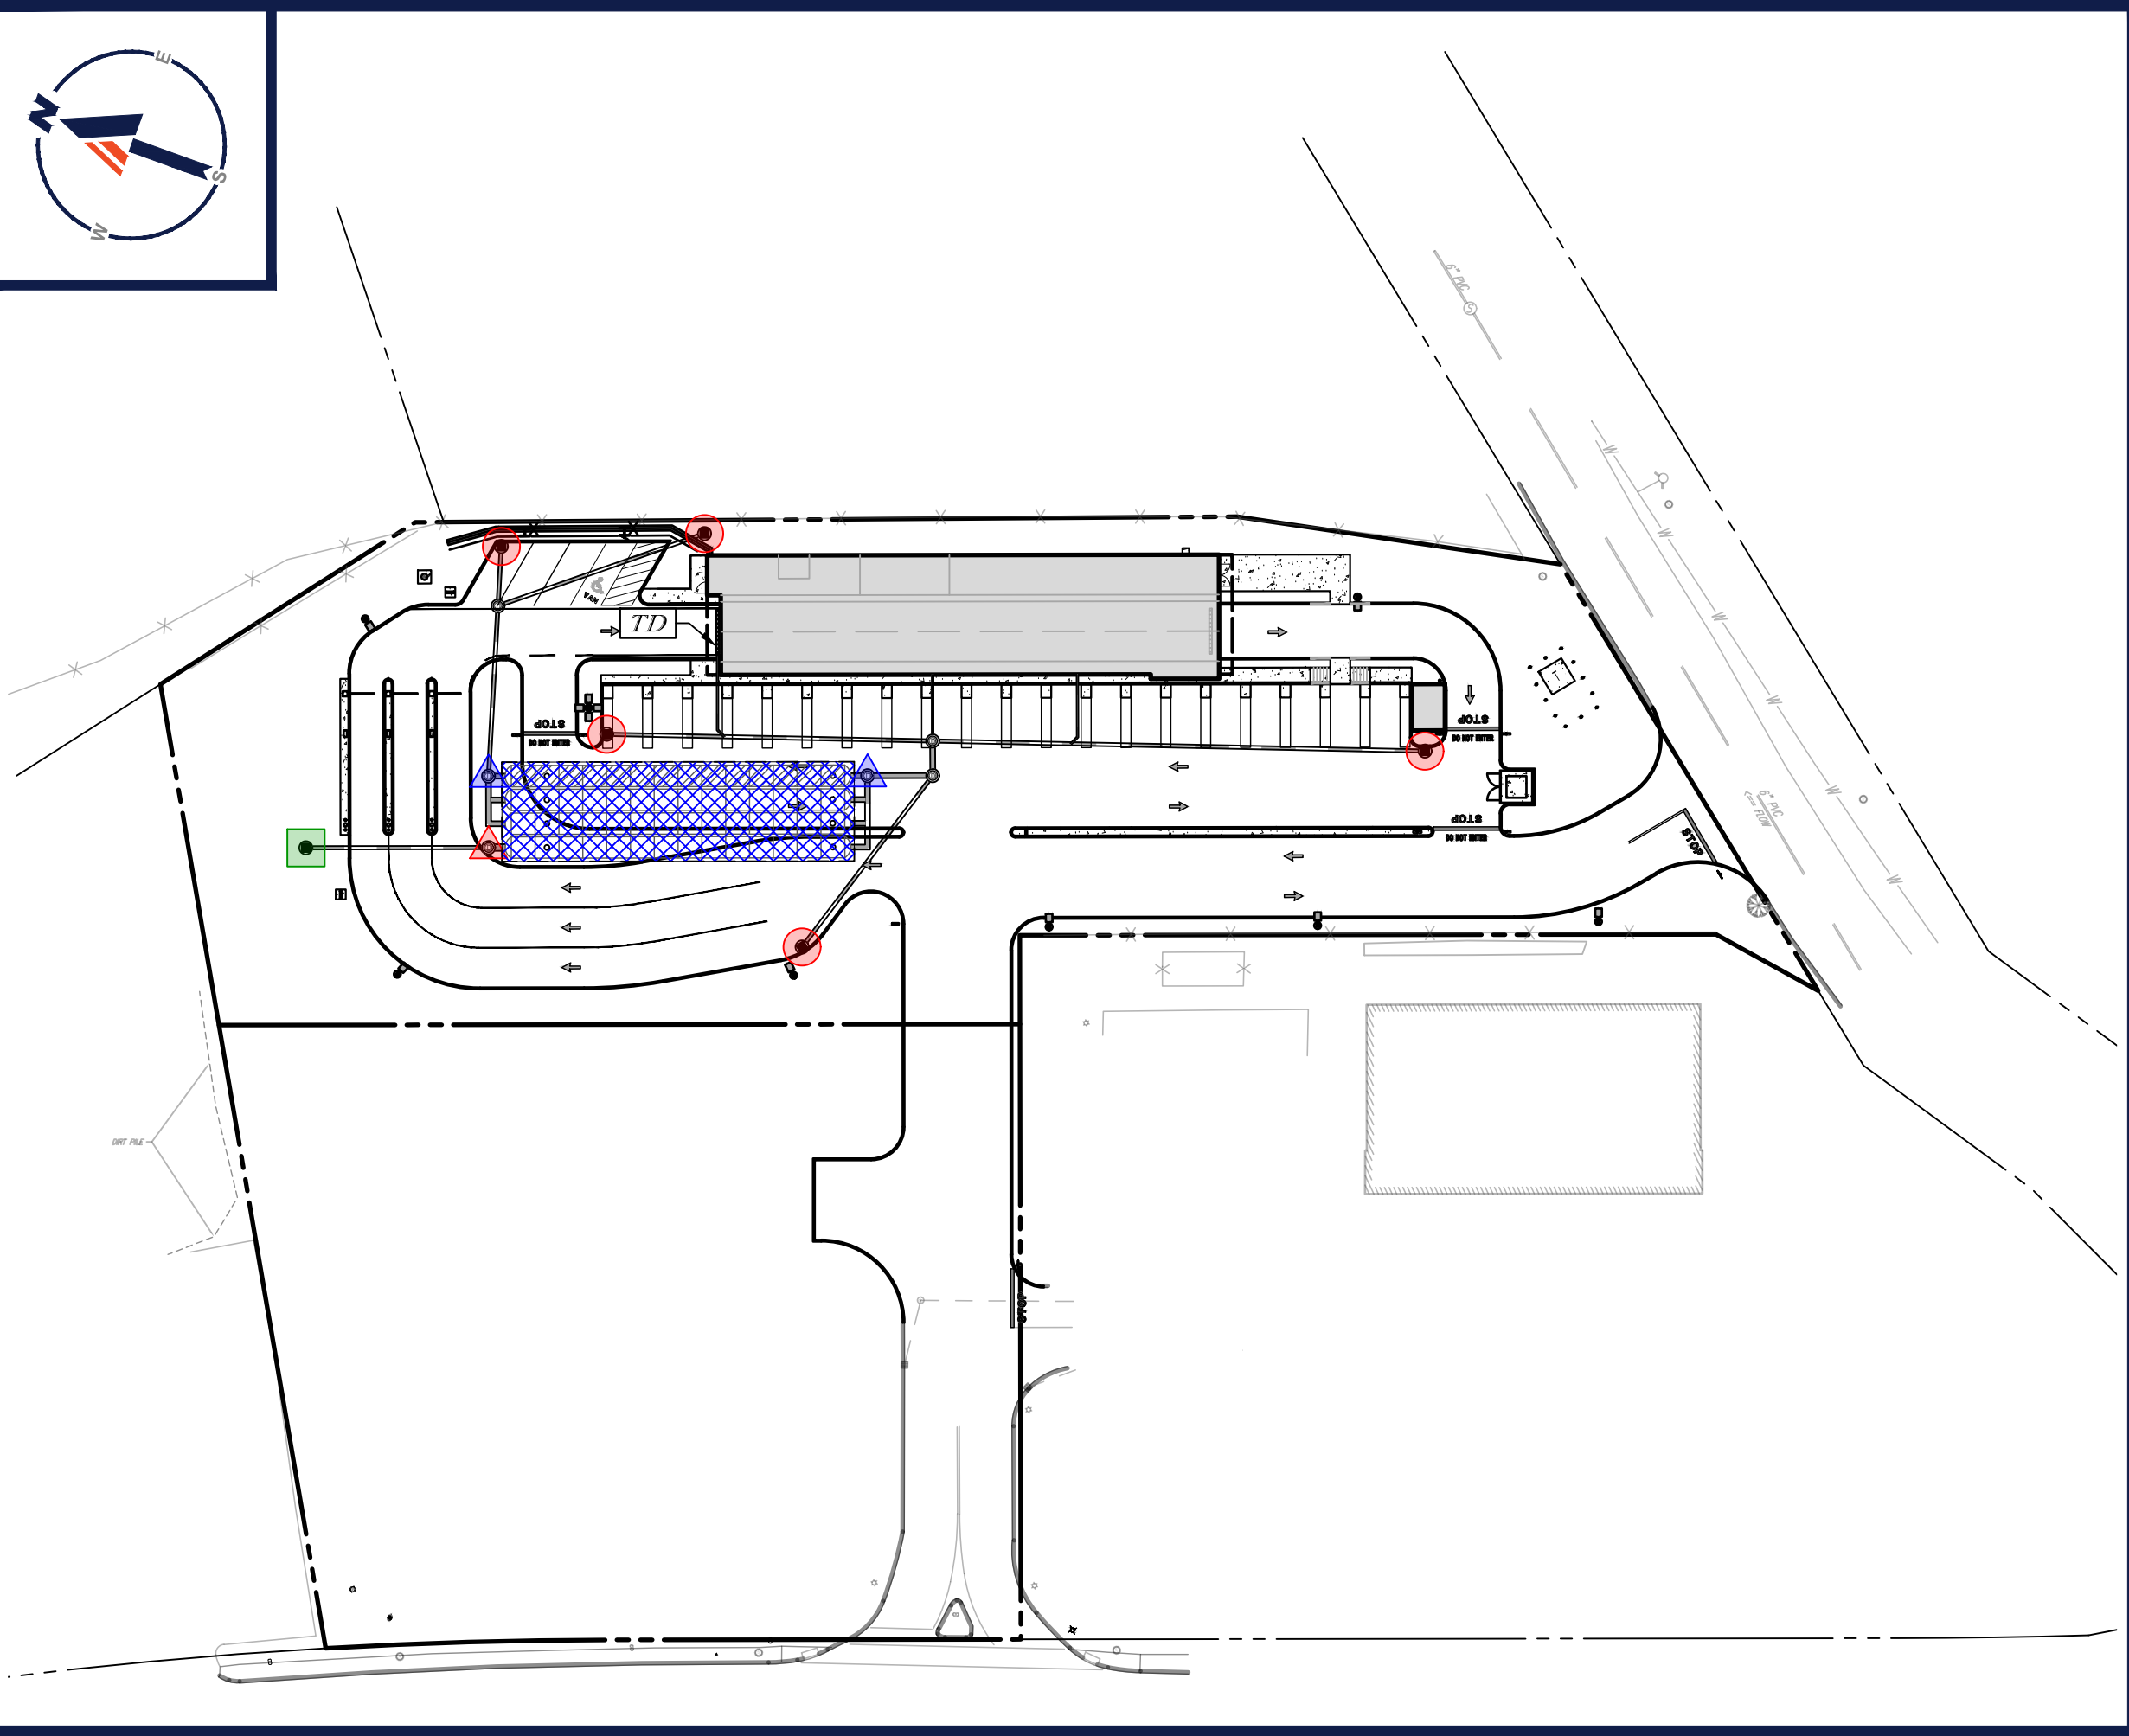 N
E
S
W
6" PVC
S
W
VAN
TD
STOP
DO NOT ENTER
STOP
DO NOT ENTER
T
W
W
W
STOP
DO NOT ENTER
W
6" PVC
<== FLOW
STOP
W
DIRT PILE
STOP